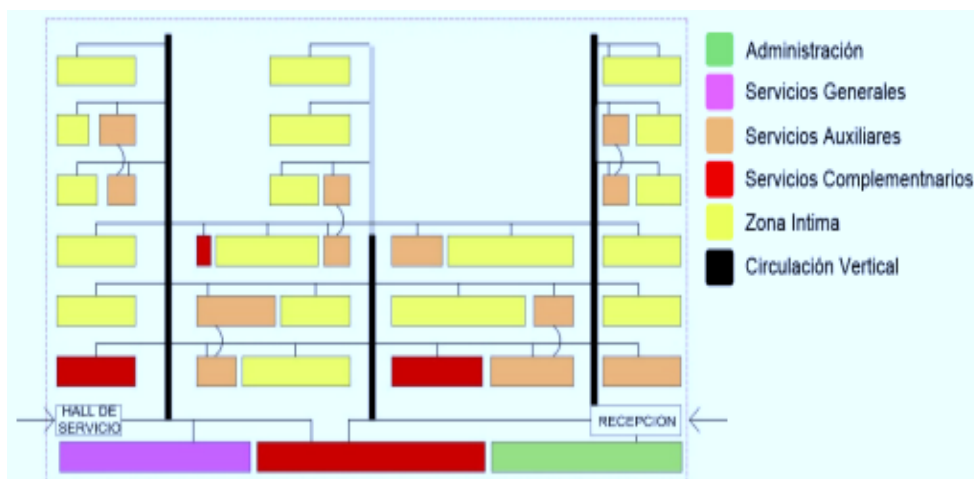 Administración
Servicios Generales
Servicios Auxiliares
Servicios Complementnarios
Zona Intima
Circulación Vertical
HALL DE
SERVICIO
RECEPCION